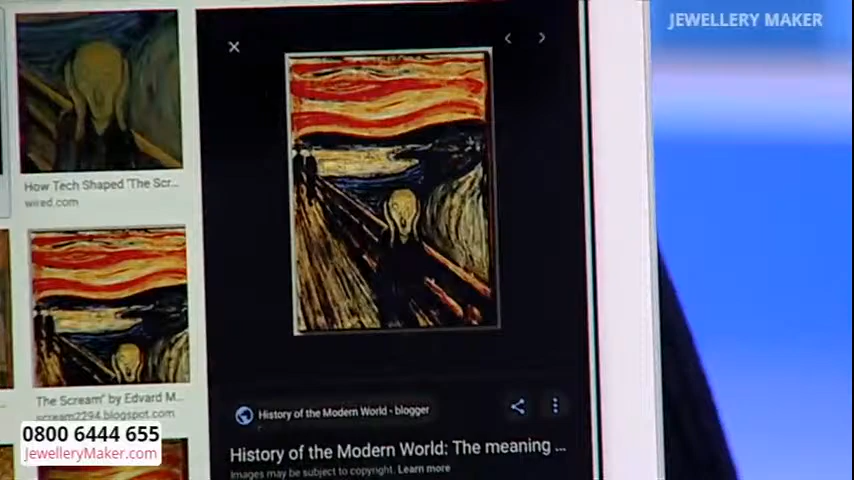 JEWELLERY MAKER
How Tech Shaped 'The Scr...
wired.com
The Scream" by Edvard M...
scream2294.blogspot.com
History of the Modern World - blogger
History of the Modern World: The meaning ...
Images may be subject to copyright. Learn more
0800 6444 655
JewelleryMaker.com